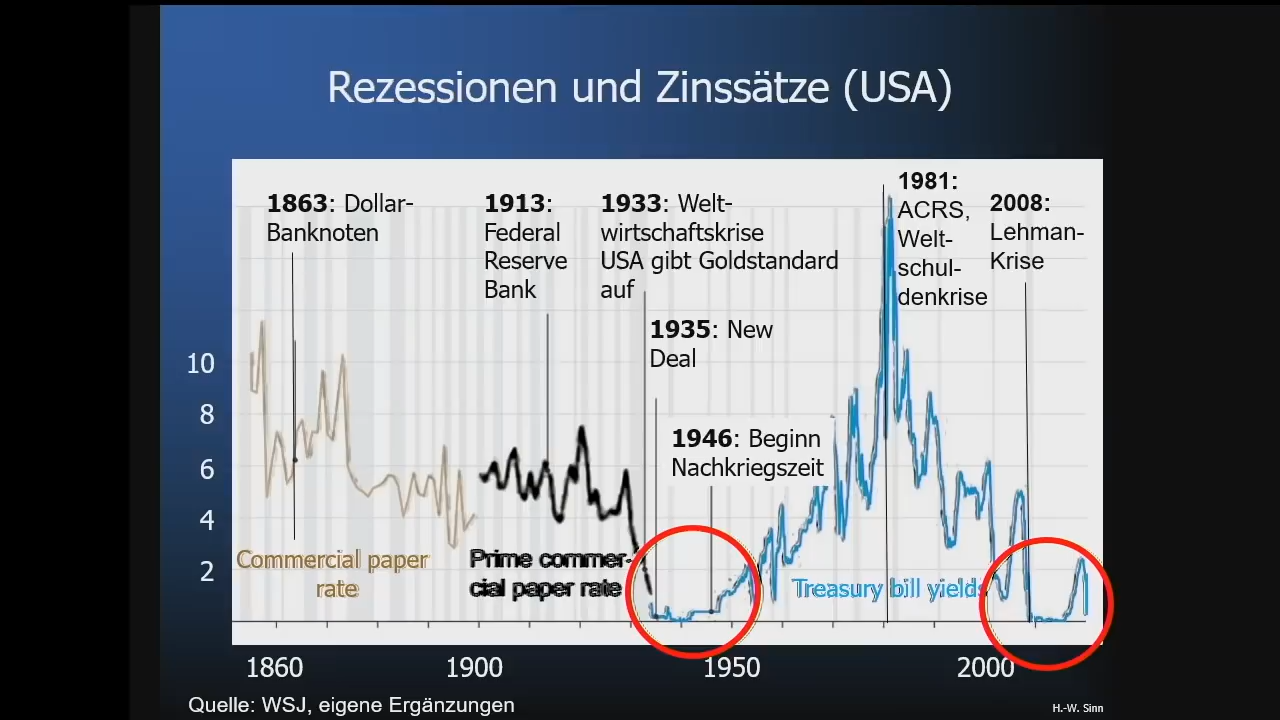 Rezessionen und Zinssätze (USA)
1863: Dollar-
Banknoten
1913:
Federal
Reserve
Bank
1933: Welt-
wirtschaftskrise
USA gibt Goldstandard
auf
1981:
ACRS,
Welt-
schul-
denkrise
2008:
Lehman-
Krise
1935: New
Deal
1946: Beginn
Nachkriegszeit
10
8
6
4
2
Commercial paper
rate
Prime commer-
cial paper rate
Treasury bill yields
1860
1900
1950
2000
Quelle: WSJ, eigene Ergänzungen
H.-W. Sinn